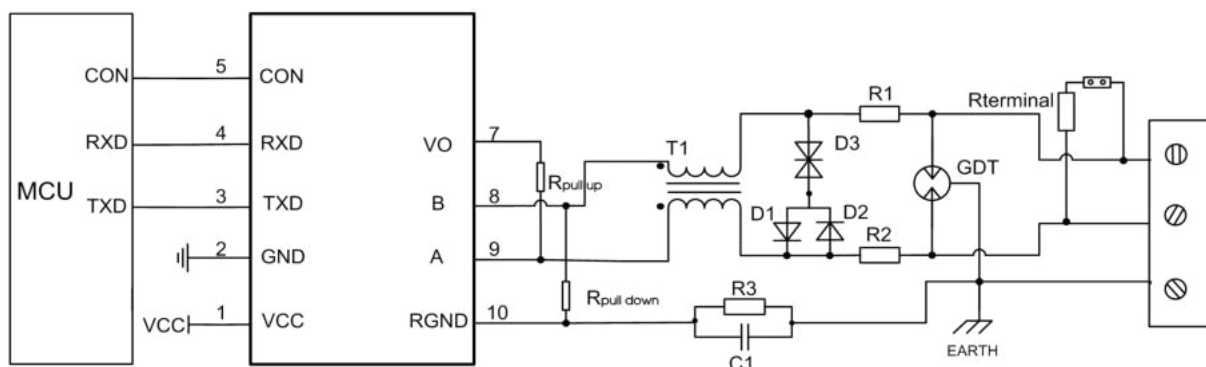 MCU
CON
RXD
TXD
5
4
3
2
1
VCC
CON
RXD
TXD
GND
VCC
VO
B
A
RGND
7
8
9
10
Rpull up
Rpull down
T1
D3
D1
D2
R1
R2
R3
C1
GDT
Rterminal
EARTH